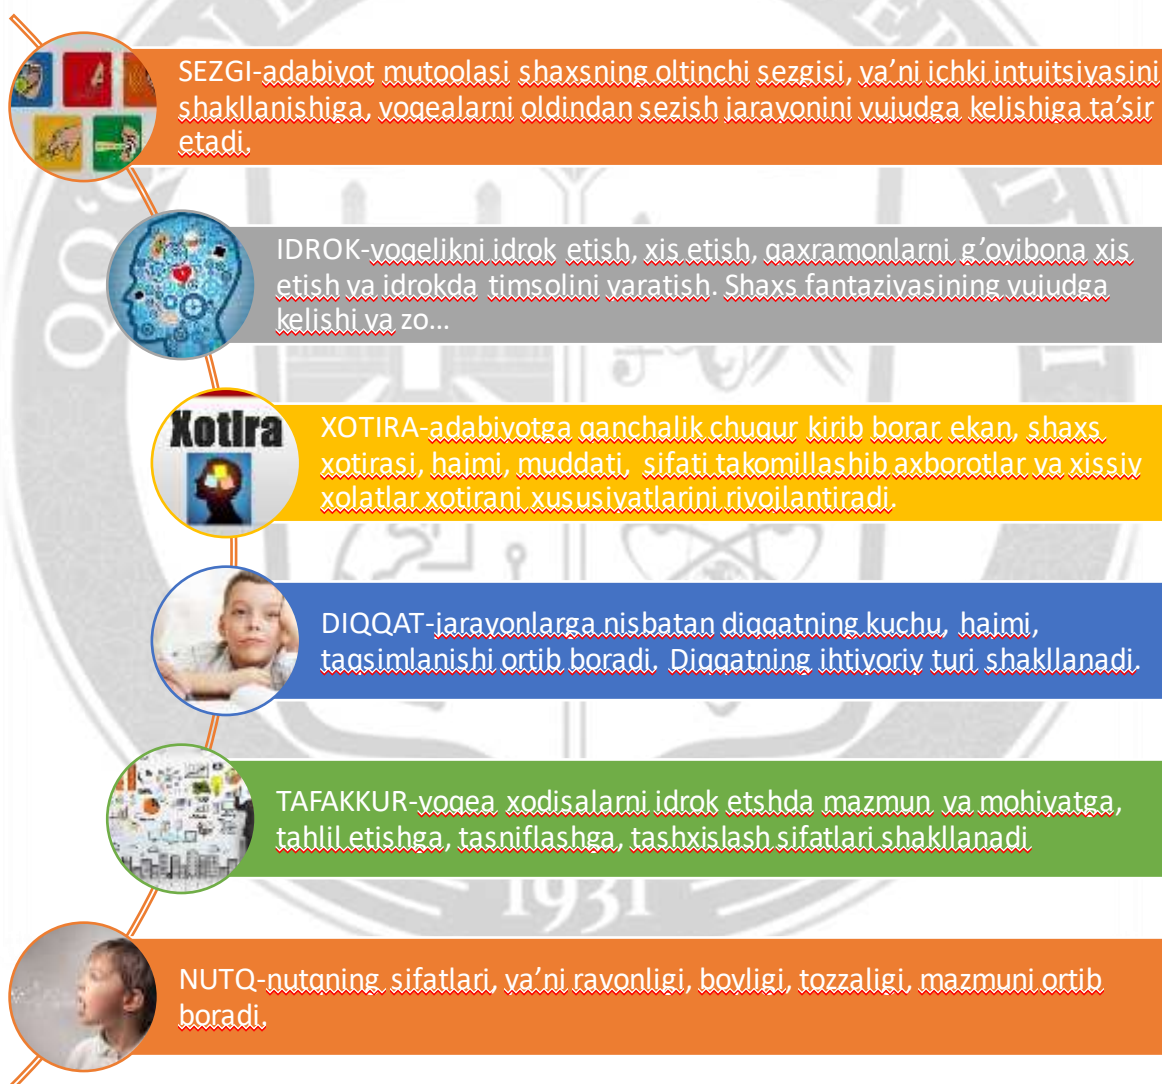 SEZGI-adabiyot mutoolasi shaxsning oltinchi sezgisi, ya'ni ichki intuitsiyasini
shakllanishiga, voqealarni oldindan sezish jarayonini vujudga kelishiga ta'sir
etadi.
IDROK-voqelikni idrok etish, xis etish, qaxramonlarni g'oyibona xis
etish va idrokda timsolini yaratish. Shaxs fantaziyasining vujudga
kelishi va zo...
Xotira
XOTIRA-adabiyotga qanchalik chuqur kirib borar ekan, shaxs
xotirasi, hajmi, muddati, sifati takomillashib axborotlar va xissiy
xolatlar xotirani xususiyatlarini rivojlantiradi.
DIQQAT-jarayonlarga nisbatan diqqatning kuchu, hajmi,
taqsimlanishi ortib boradi. Diqqatning ihtiyoriy turi shakllanadi.
TAFAKKUR-voqea xodisalarni idrok etshda mazmun va mohiyatga,
tahlil etishga, tasniflashga, tashxislash sifatlari shakllanadi
1931
NUTQ-nutqning sifatlari, ya'ni ravonligi, boyligi, tozzaligi, mazmuni ortib
boradi.